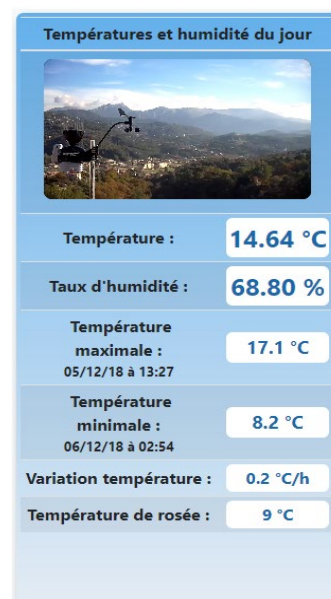 Températures et humidité du jour
Température :
14.64 °C
Taux d'humidité :
68.80 %
Température
maximale :
05/12/18 à 13:27
17.1 °C
Température
minimale :
06/12/18 à 02:54
8.2 °C
Variation température :
0.2 °C/h
Température de rosée :
9 °C